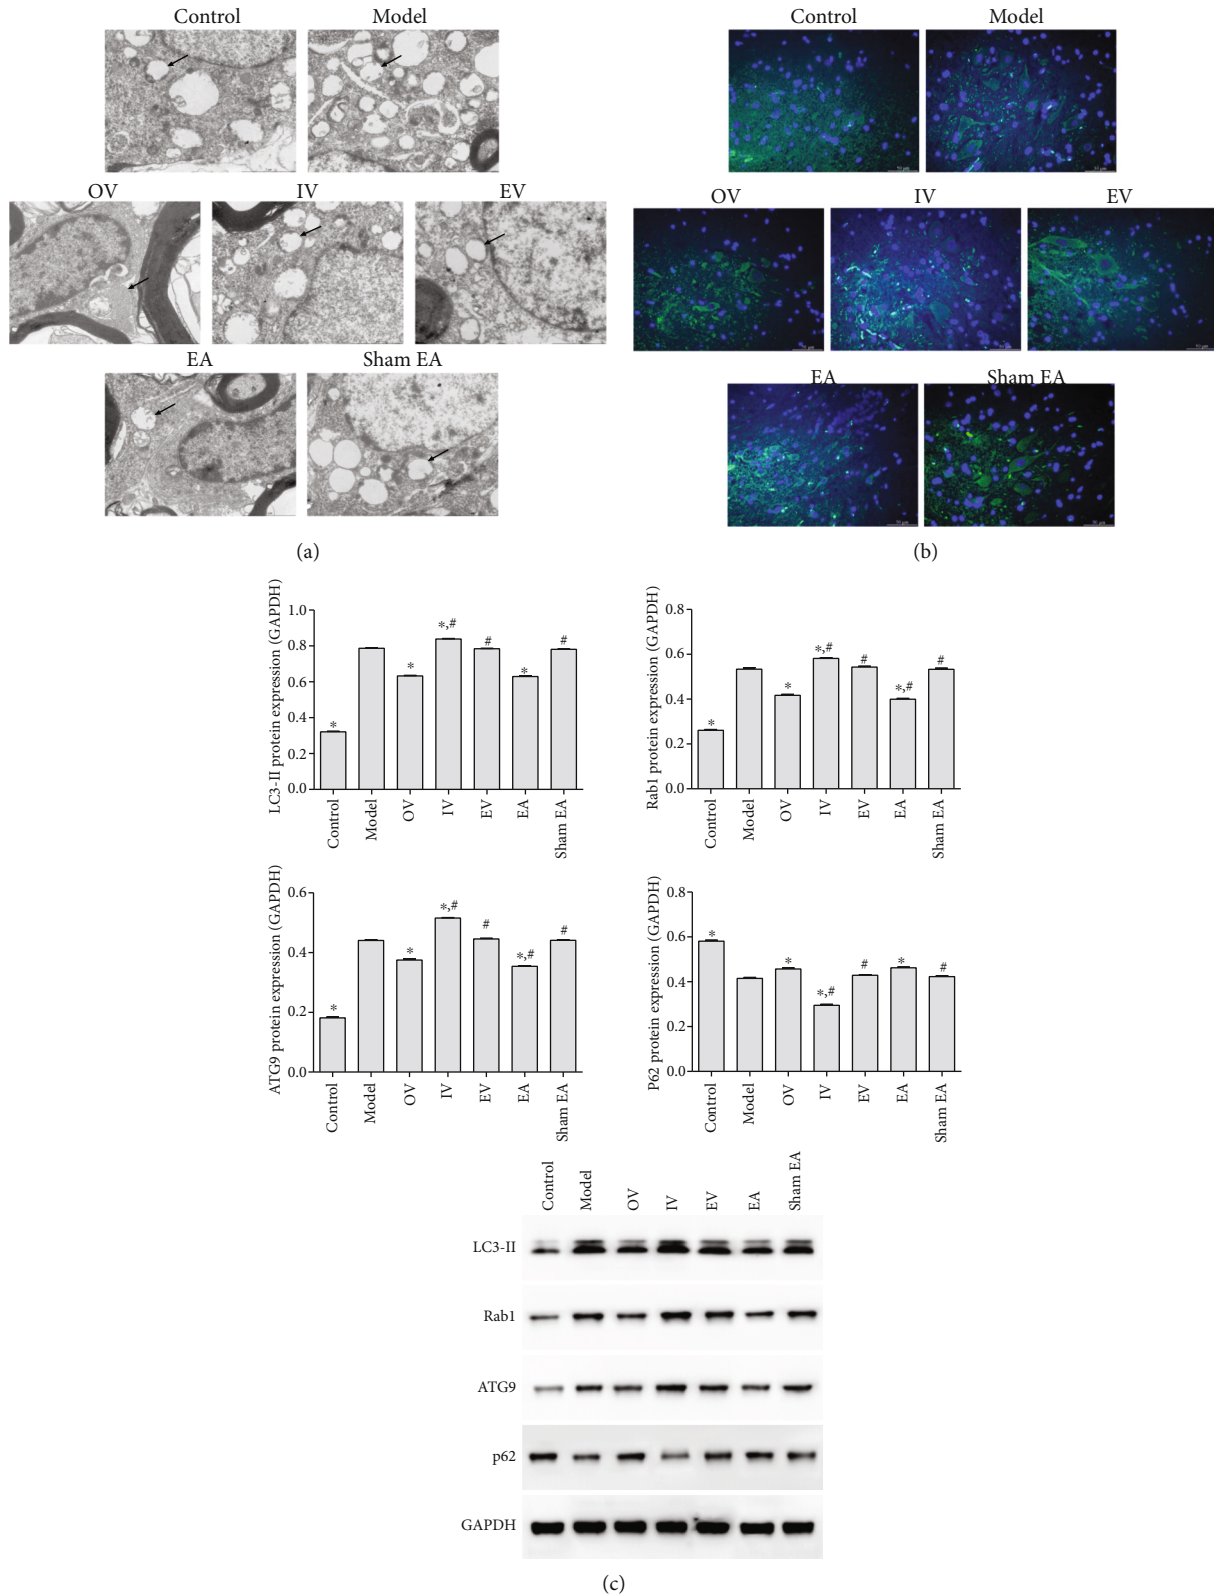 Control Model
OV IV EV
EA Sham EA
(a)
Control Model
OV IV EV
EA Sham EA
50 µm
(b)
LC3-II protein expression (GAPDH)
1.0
0.8
0.6
0.4
0.2
0.0
* * *,# # * #
Control Model OV IV EV EA Sham EA
Rab1 protein expression (GAPDH)
0.8
0.6
0.4
0.2
0.0
* * *,# # *,# #
Control Model OV IV EV EA Sham EA
ATG9 protein expression (GAPDH)
0.6
0.4
0.2
0.0
* * *,# # *,# #
Control Model OV IV EV EA Sham EA
P62 protein expression (GAPDH)
0.8
0.6
0.4
0.2
0.0
* * *,# # * #
Control Model OV IV EV EA Sham EA
Control Model OV IV EV EA Sham EA
LC3-II
Rab1
ATG9
p62
GAPDH
(c)